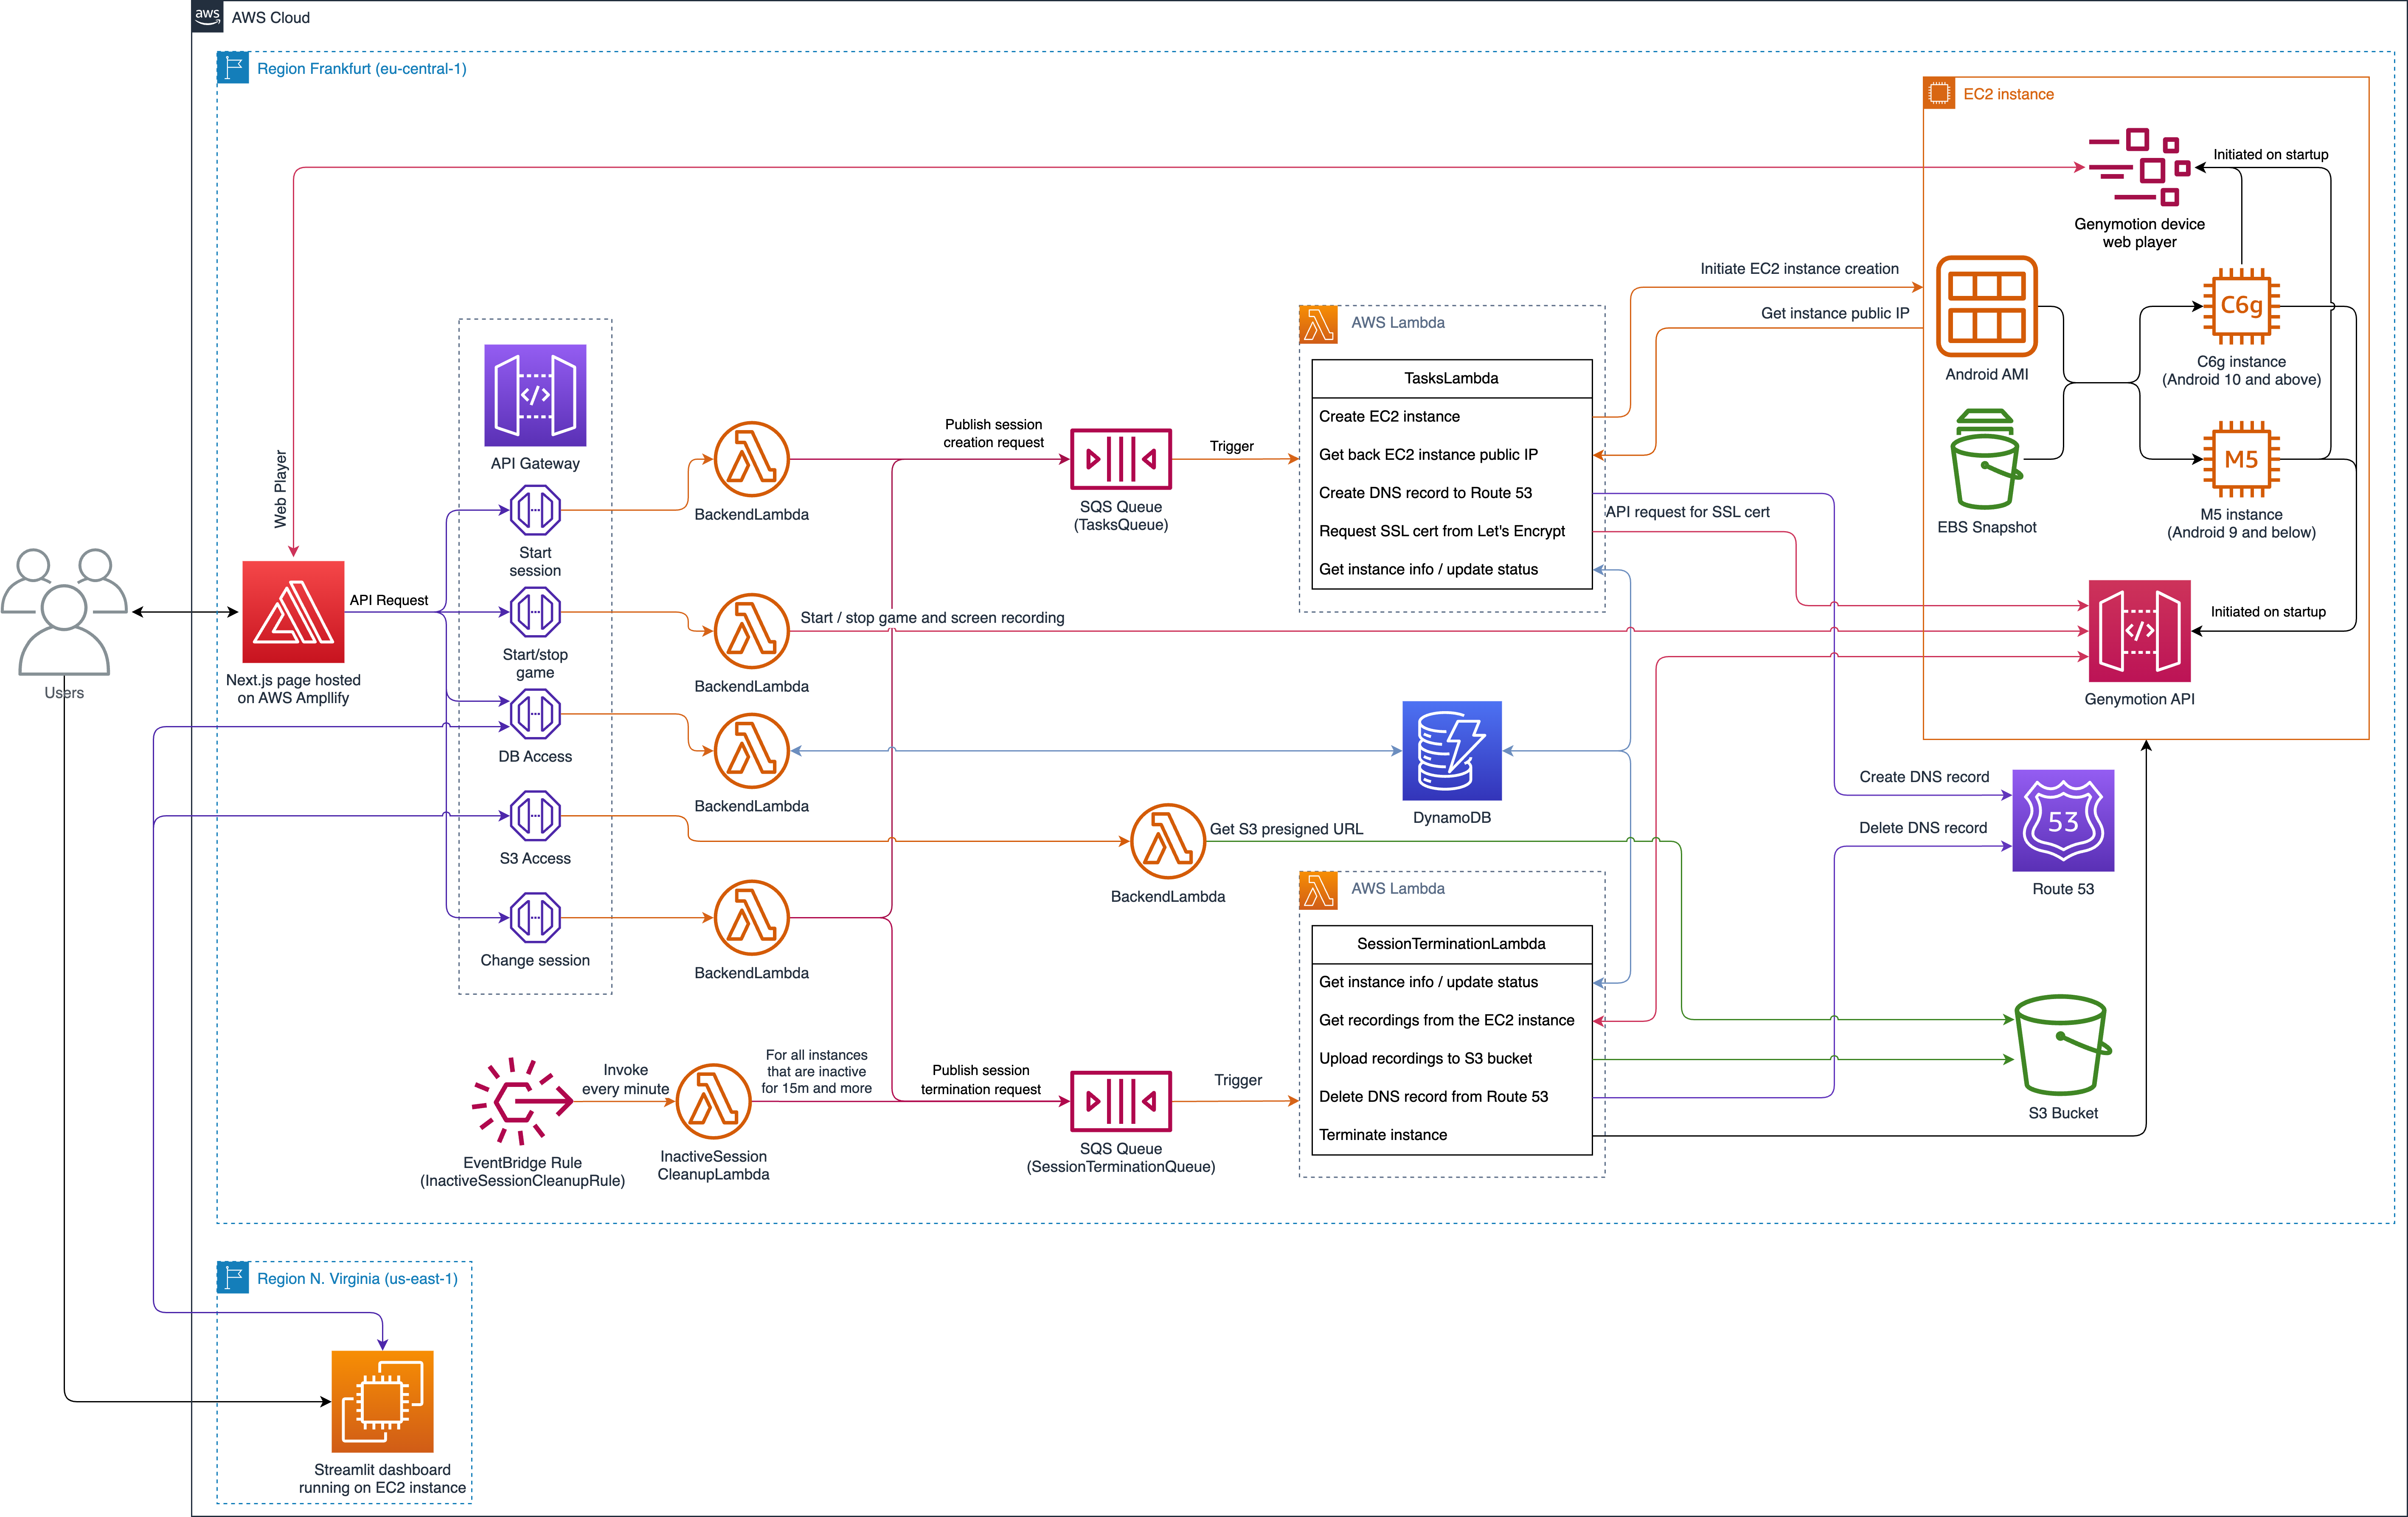 aws
AWS Cloud
Region Frankfurt (eu-central-1)
EC2 instance
Initiated on startup
Genymotion device
web player
Initiate EC2 instance creation
Get instance public IP
Android AMI
C6g
C6g instance
(Android 10 and above)
EBS Snapshot
M5
M5 instance
(Android 9 and below)
Initiated on startup
Genymotion API
Web Player
Users
Next.js page hosted
on AWS Ampllify
API Request
API Gateway
Start
session
Start/stop
game
DB Access
S3 Access
Change session
BackendLambda
Publish session
creation request
SQS Queue
(TasksQueue)
Trigger
AWS Lambda
TasksLambda
Create EC2 instance
Get back EC2 instance public IP
Create DNS record to Route 53
Request SSL cert from Let's Encrypt
Get instance info / update status
API request for SSL cert
Start / stop game and screen recording
BackendLambda
BackendLambda
DynamoDB
BackendLambda
Get S3 presigned URL
BackendLambda
Create DNS record
Delete DNS record
53
Route 53
AWS Lambda
SessionTerminationLambda
Get instance info / update status
Get recordings from the EC2 instance
Upload recordings to S3 bucket
Delete DNS record from Route 53
Terminate instance
S3 Bucket
EventBridge Rule
(InactiveSessionCleanupRule)
Invoke
every minute
InactiveSession
CleanupLambda
For all instances
that are inactive
for 15m and more
Publish session
termination request
SQS Queue
(SessionTerminationQueue)
Trigger
Region N. Virginia (us-east-1)
Streamlit dashboard
running on EC2 instance